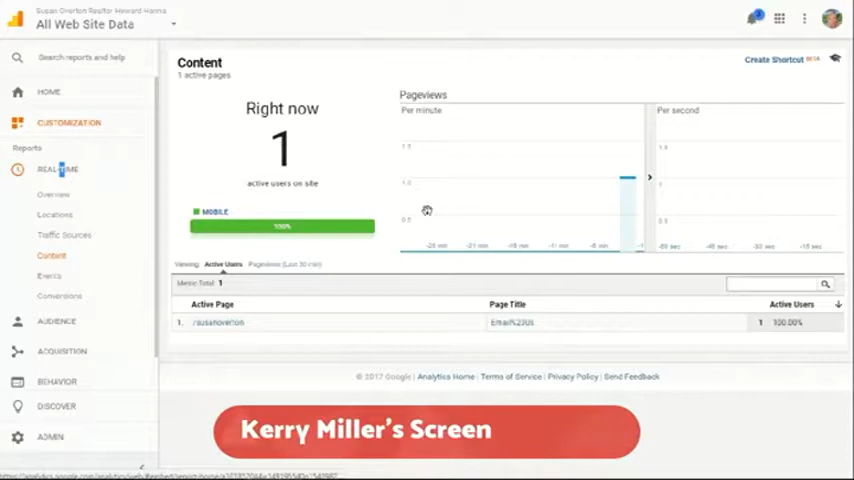 Susan Overton Realtor Howard Hanna
All Web Site Data
Search reports and help
HOME
CUSTOMIZATION
Reports
REAL-TIME
Overview
Locations
Traffic Sources
Content
Events
Conversions
AUDIENCE
ACQUISITION
BEHAVIOR
DISCOVER
ADMIN
Content
1 active pages
Create Shortcut BETA
Right now
1
active users on site
MOBILE
100%
Pageviews
Per minute
Per second
1.5
1.0
0.5
1.5
1
0.5
-26 min
-21 min
-16 min
-11 min
-6 min
-1
-60 sec
-45 sec
-30 sec
-15 sec
Viewing: Active Users Pageviews (Last 30 min)
Metric Total: 1
Active Page Page Title Active Users
1. /susanoverton Email%20Us 1 100.00%
© 2017 Google | Analytics Home | Terms of Service | Privacy Policy | Send Feedback
Kerry Miller's Screen